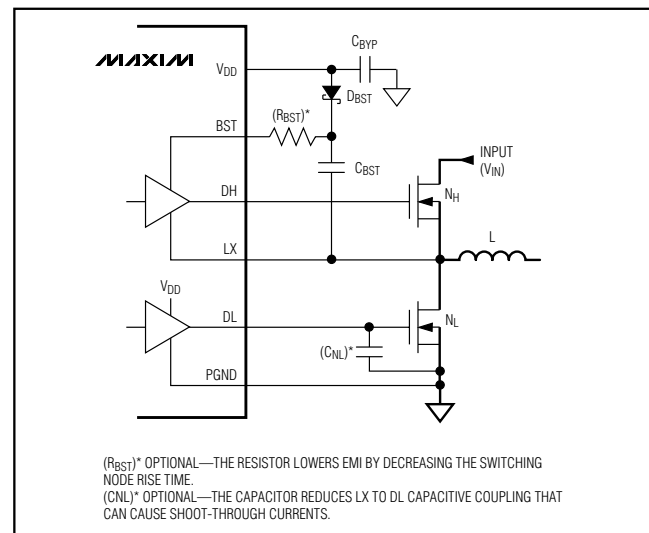 MAXIM
CBYP
VDD
DBST
(RBST)*
BST
INPUT
(VIN)
CBST
DH
NH
L
LX
VDD
DL
NL
(CNL)*
PGND
(RBST)* OPTIONAL—THE RESISTOR LOWERS EMI BY DECREASING THE SWITCHING
NODE RISE TIME.
(CNL)* OPTIONAL—THE CAPACITOR REDUCES LX TO DL CAPACITIVE COUPLING THAT
CAN CAUSE SHOOT-THROUGH CURRENTS.